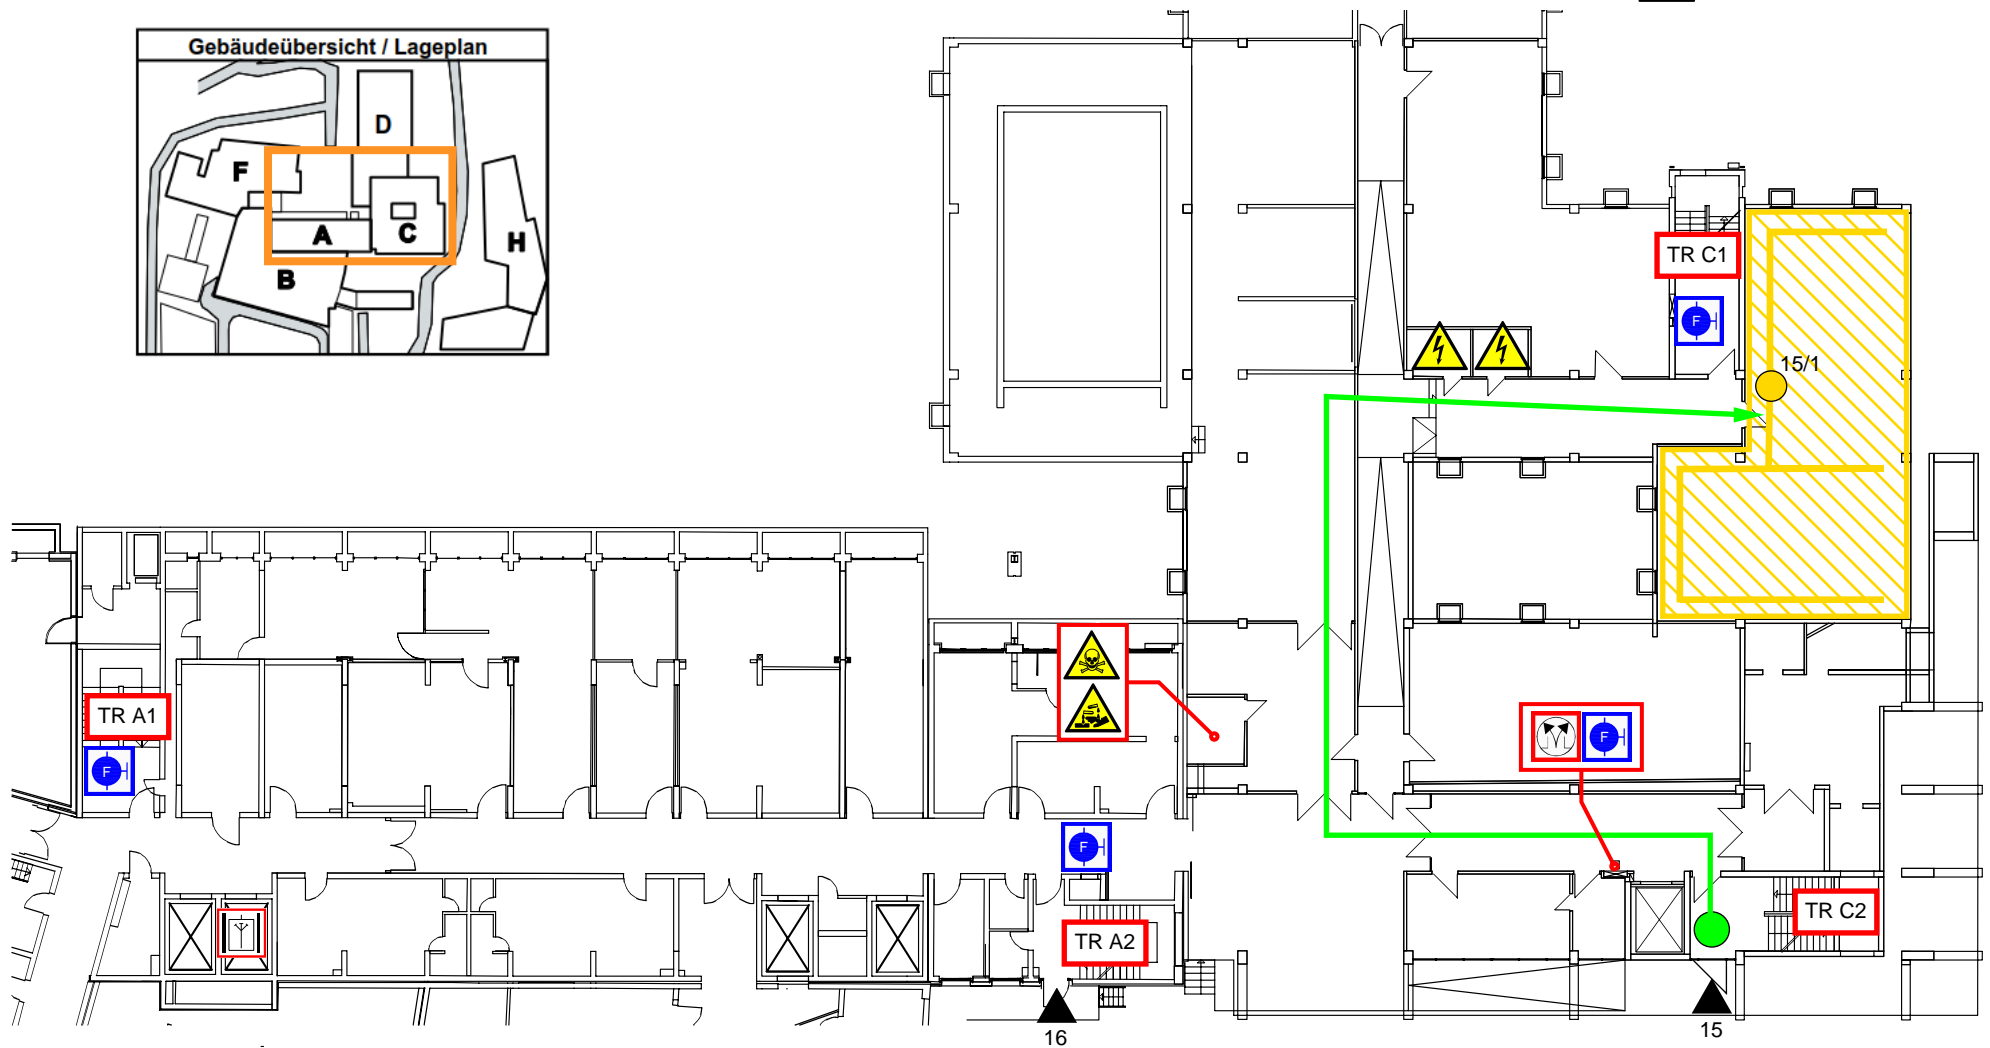 Gebäudeübersicht / Lageplan
D
F
A
C
H
B
TR C1
F
15/1
TR A1
F
F
F
TR A2
TR C2
16
15